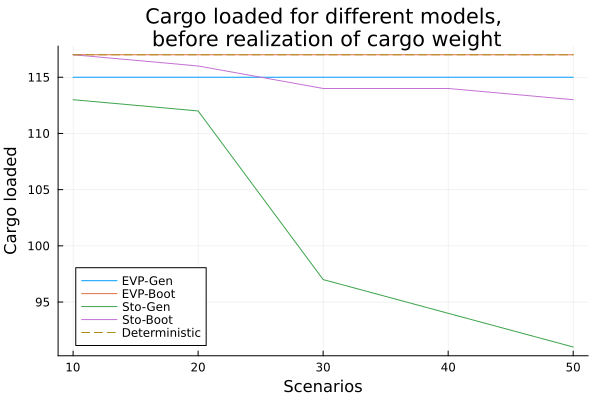 Cargo loaded for different models,
before realization of cargo weight
Cargo loaded
115
110
105
100
95
EVP-Gen
EVP-Boot
Sto-Gen
Sto-Boot
Deterministic
10
20
30
40
50
Scenarios